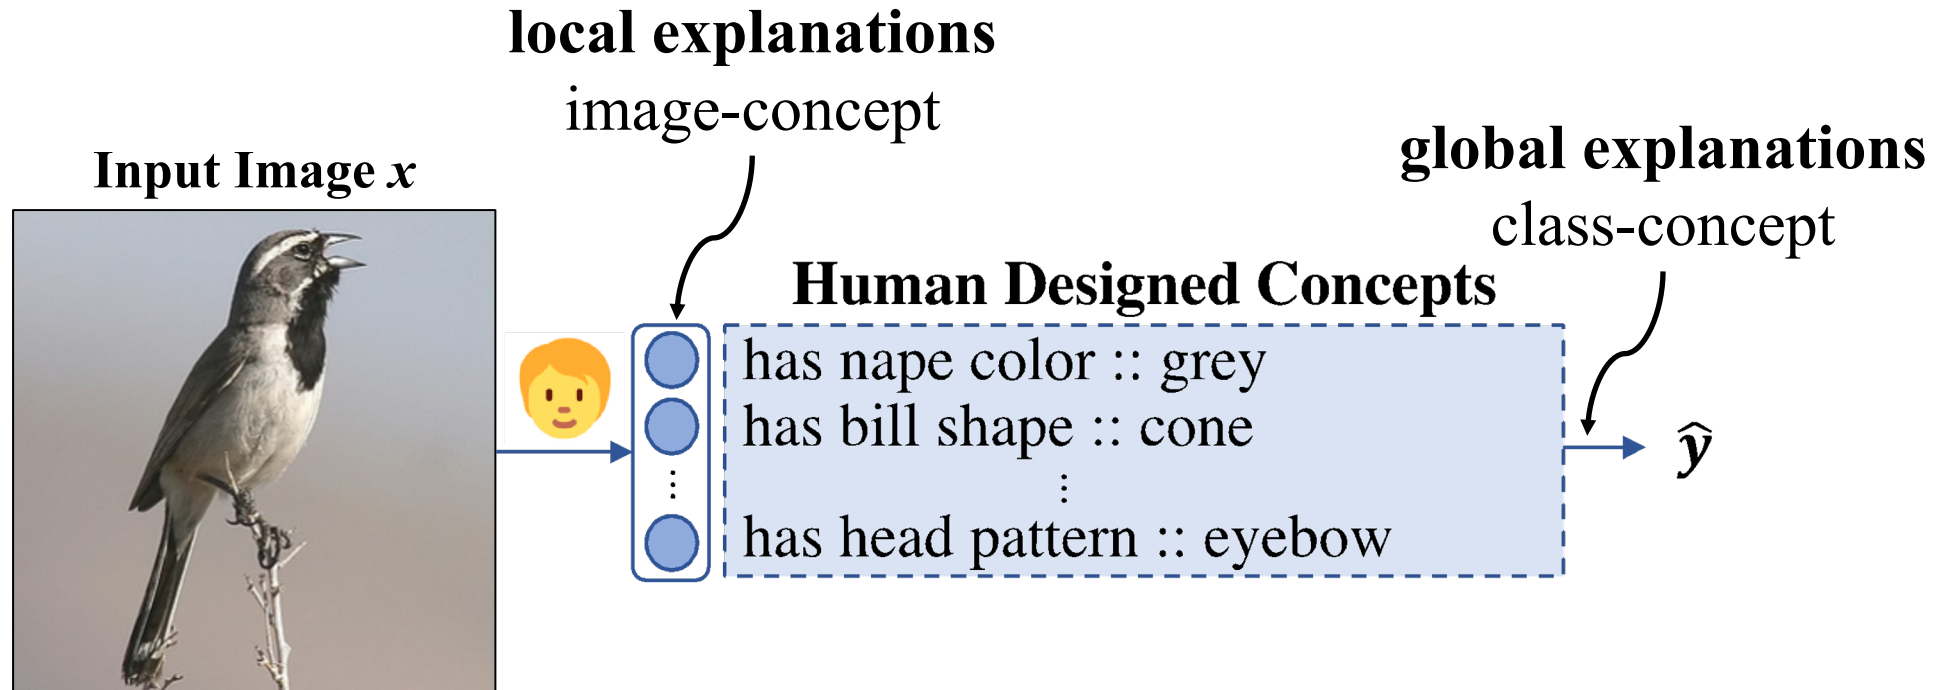 local explanations
image-concept
global explanations
class-concept
Input Image x
Human Designed Concepts
has nape color :: grey
has bill shape :: cone
⋮
has head pattern :: eyebow
ŷ